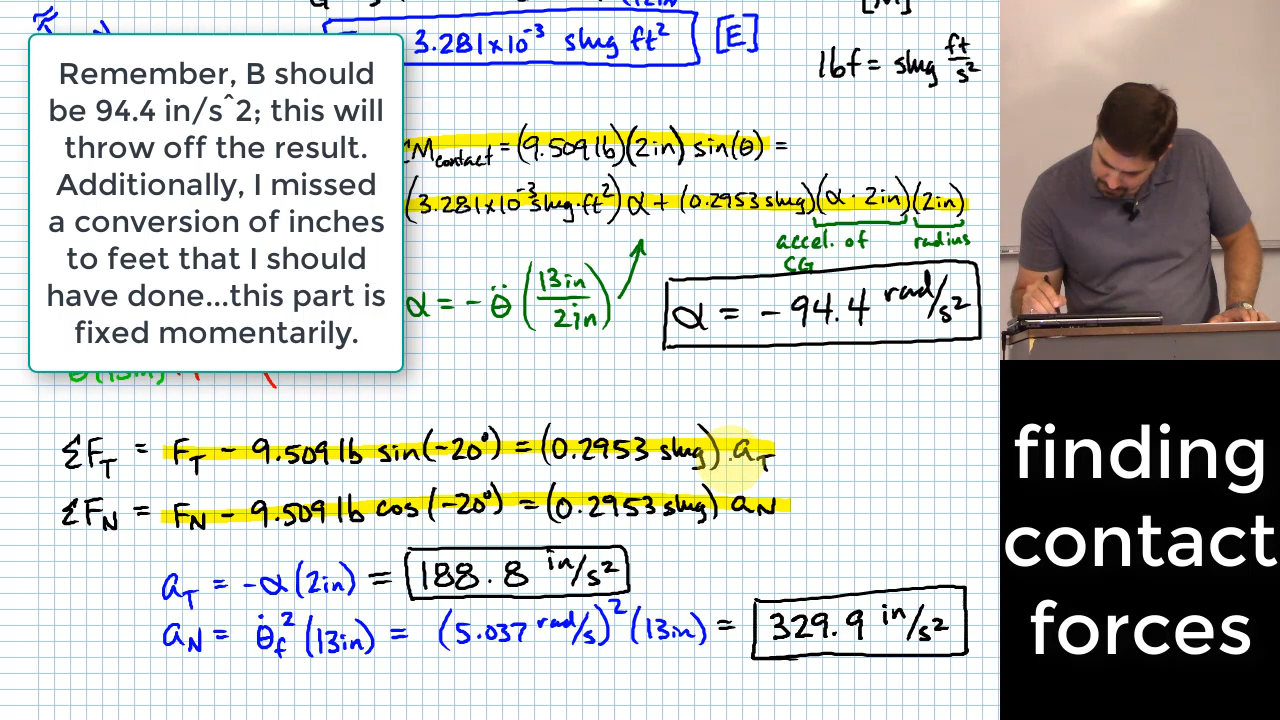 [M]
3.281x10⁻³ slug ft² [E]
lbf = slug ft/s²
Remember, B should
be 94.4 in/s^2; this will
throw off the result.
Additionally, I missed
a conversion of inches
to feet that I should
have done...this part is
fixed momentarily.
M_contact = (9.509 lb)(2in) sin(θ) =
(3.281x10⁻³ slug·ft²) α + (0.2953 slug)(α · 2in)(2in)
accel. of CG
radius
α = -θ̈ (13in/2in)
α = -94.4 rad/s²
θ̈(13in)
ΣF_T = F_T - 9.509 lb sin(-20°) = (0.2953 slug) · a_T
ΣF_N = F_N - 9.509 lb cos(-20°) = (0.2953 slug) a_N
a_T = -α(2in) = 188.8 in/s²
a_N = θ̇_f² (13in) = (5.037 rad/s)² (13in) = 329.9 in/s²
finding
contact
forces